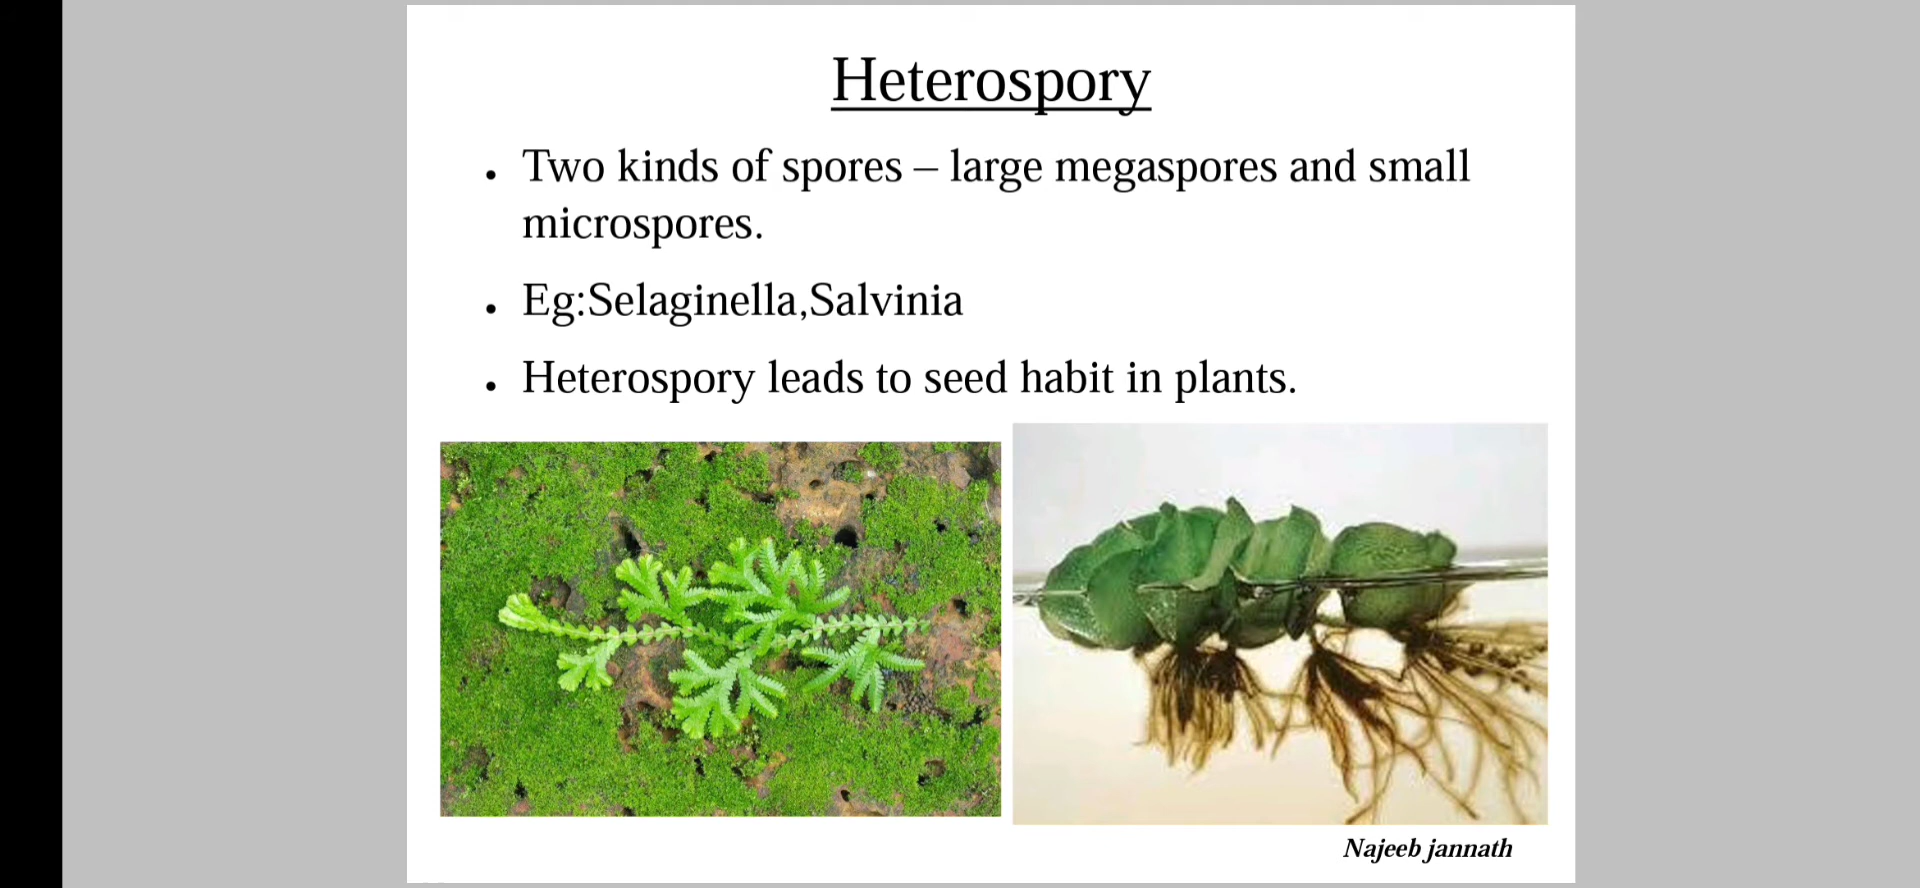 Heterospory
• Two kinds of spores – large megaspores and small
microspores.
• Eg:Selaginella,Salvinia
• Heterospory leads to seed habit in plants.
Najeeb jannath